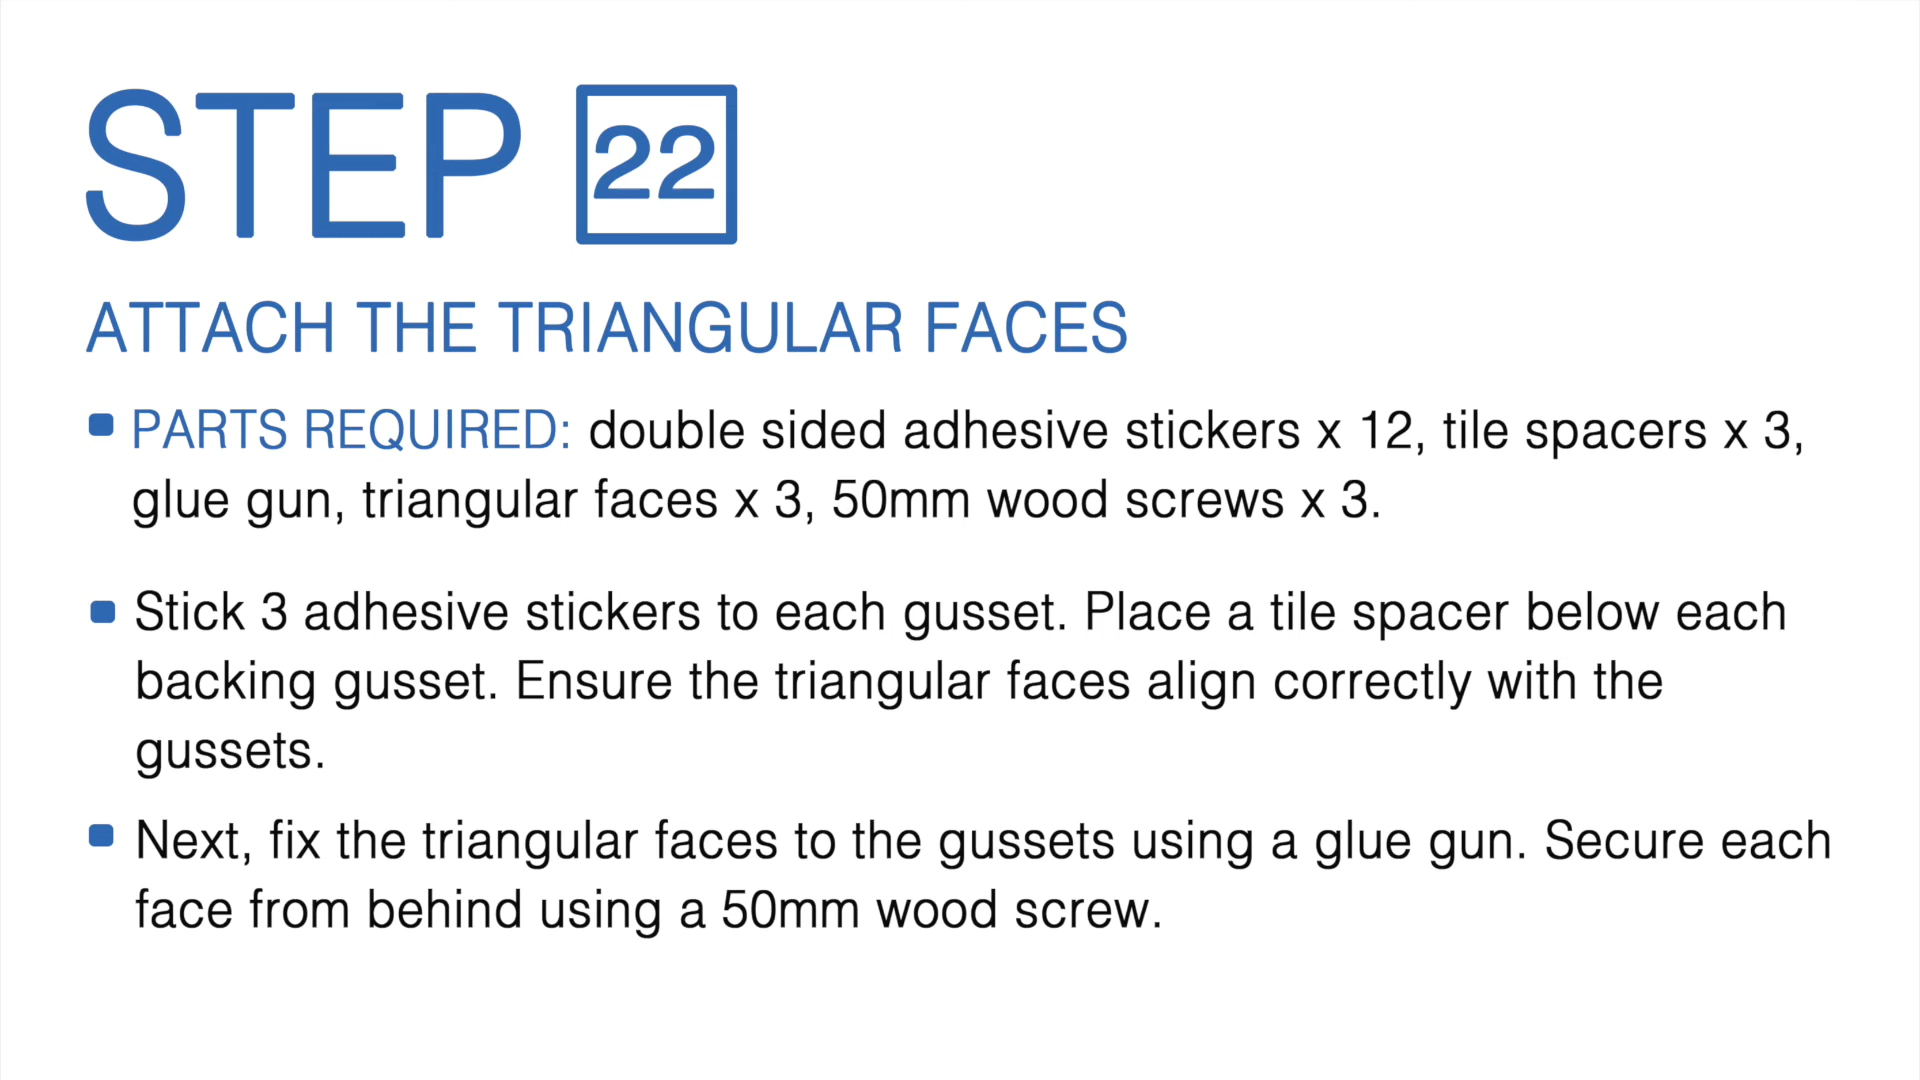 STEP 22
ATTACH THE TRIANGULAR FACES
PARTS REQUIRED: double sided adhesive stickers x 12, tile spacers x 3,
glue gun, triangular faces x 3, 50mm wood screws x 3.
Stick 3 adhesive stickers to each gusset. Place a tile spacer below each
backing gusset. Ensure the triangular faces align correctly with the
gussets.
Next, fix the triangular faces to the gussets using a glue gun. Secure each
face from behind using a 50mm wood screw.